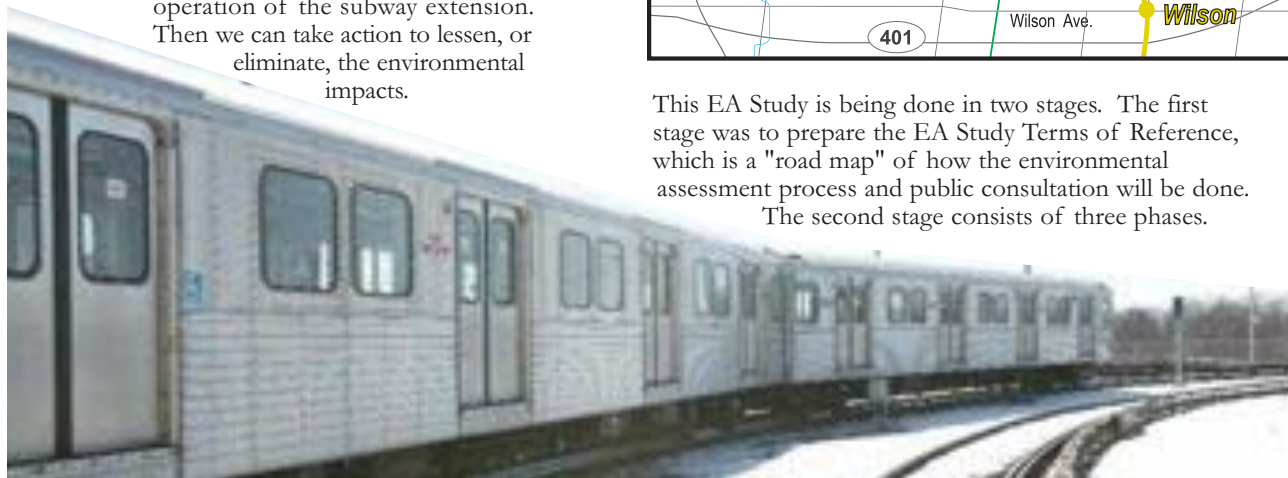 operation of the subway extension.
Then we can take action to lessen, or
eliminate, the environmental
impacts.
Wilson Ave.
Wilson
401
This EA Study is being done in two stages.  The first
stage was to prepare the EA Study Terms of Reference,
which is a "road map" of how the environmental
assessment process and public consultation will be done.
The second stage consists of three phases.